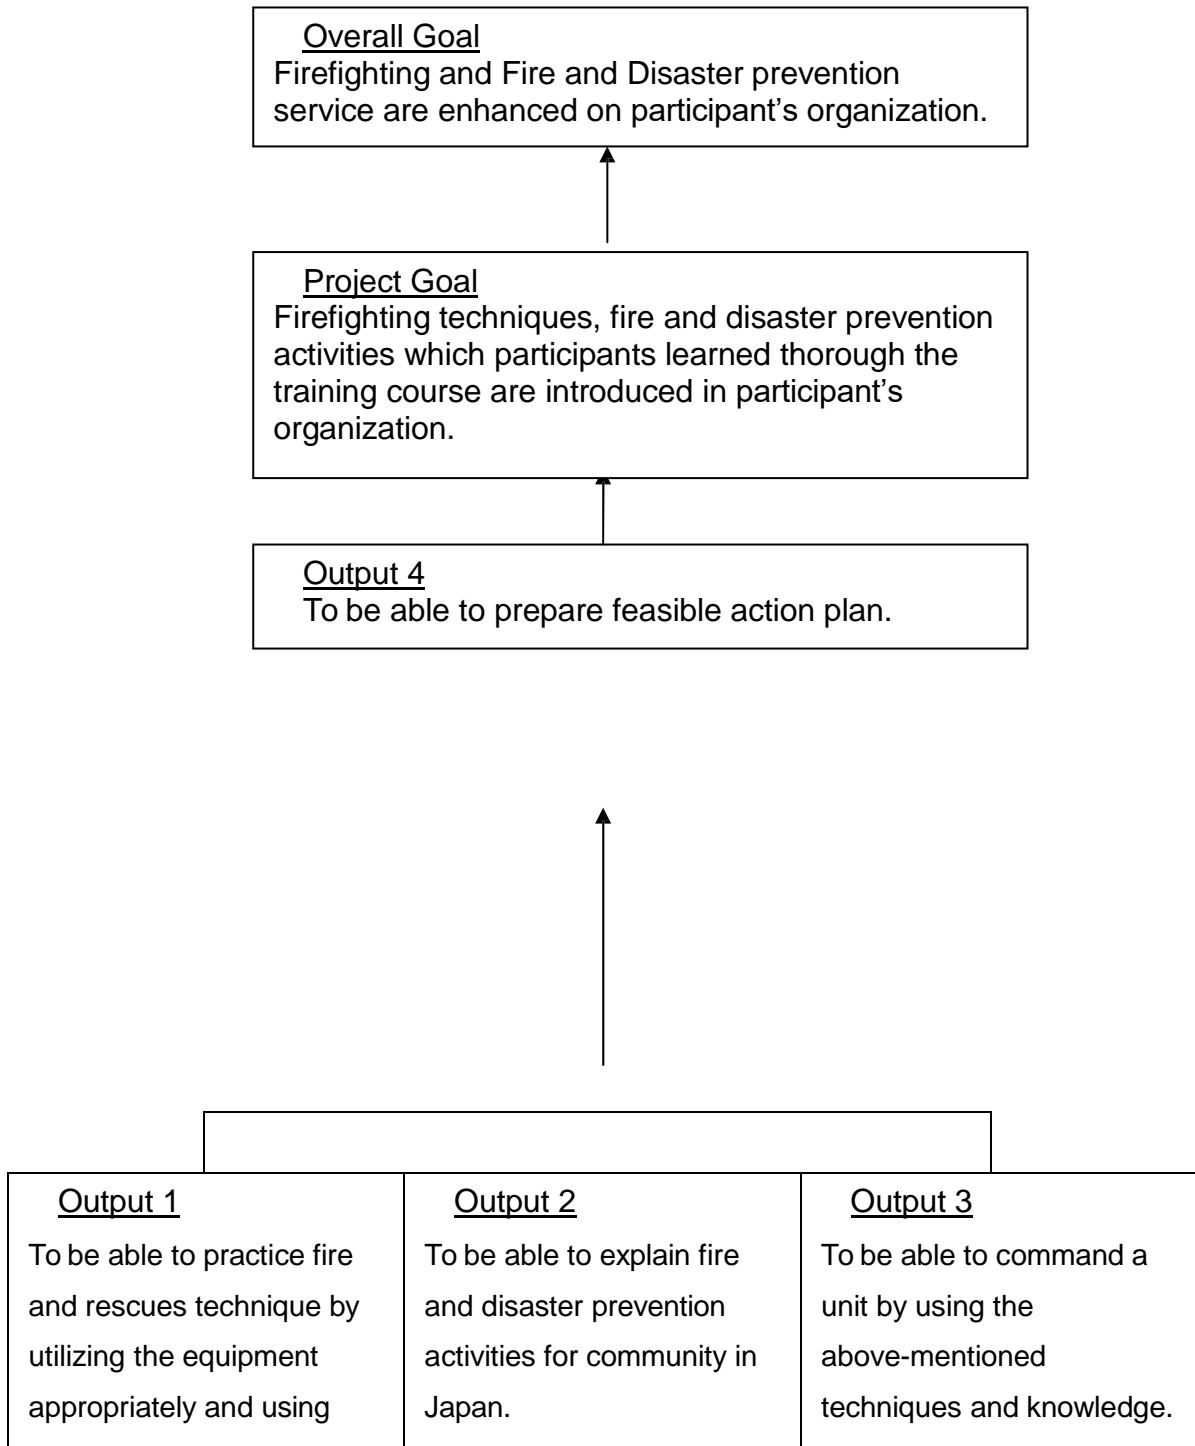 Overall Goal
Firefighting and Fire and Disaster prevention
service are enhanced on participant’s organization.
Project Goal
Firefighting techniques, fire and disaster prevention
activities which participants learned thorough the
training course are introduced in participant’s
organization.
Output 4
To be able to prepare feasible action plan.
Output 1
To be able to practice fire
and rescues technique by
utilizing the equipment
appropriately and using
Output 2
To be able to explain fire
and disaster prevention
activities for community in
Japan.
Output 3
To be able to command a
unit by using the
above-mentioned
techniques and knowledge.